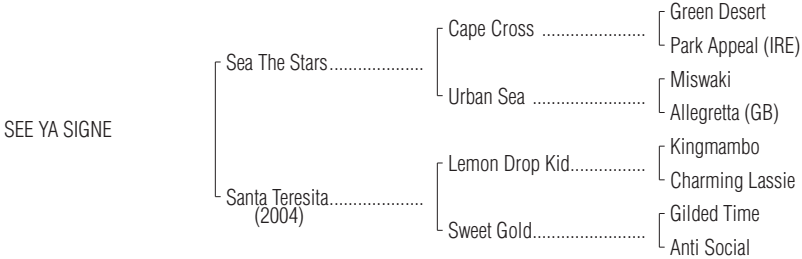 Green Desert
Cape Cross ......................
Park Appeal (IRE)
Sea The Stars....................
Miswaki
Urban Sea ........................
Allegretta (GB)
SEE YA SIGNE
Kingmambo
Lemon Drop Kid................
Charming Lassie
Santa Teresita....................
(2004)
Gilded Time
Sweet Gold........................
Anti Social